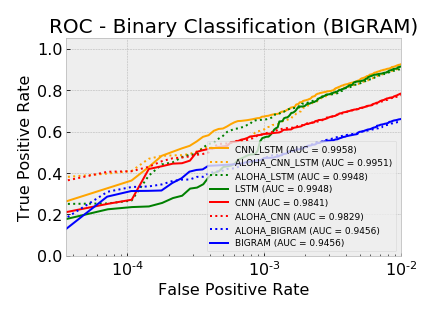 ROC - Binary Classification (BIGRAM)
True Positive Rate
1.0
0.8
0.6
0.4
0.2
0.0
CNN_LSTM (AUC = 0.9958)
ALOHA_CNN_LSTM (AUC = 0.9951)
ALOHA_LSTM (AUC = 0.9948)
LSTM (AUC = 0.9948)
CNN (AUC = 0.9841)
ALOHA_CNN (AUC = 0.9829)
ALOHA_BIGRAM (AUC = 0.9456)
BIGRAM (AUC = 0.9456)
10⁻⁴ 10⁻³ 10⁻²
False Positive Rate